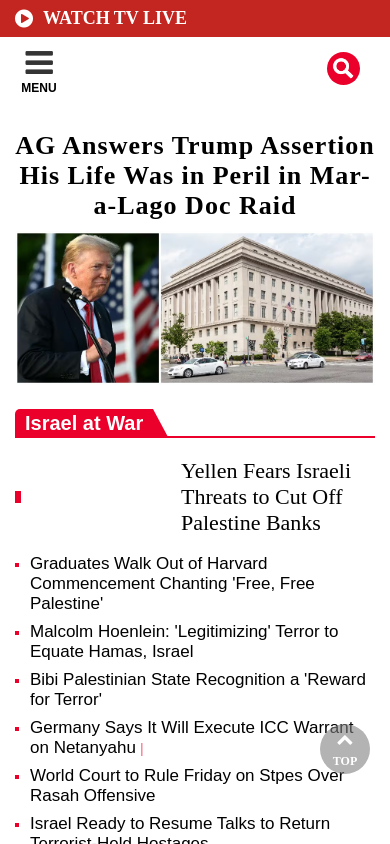 WATCH TV LIVE
MENU
AG Answers Trump Assertion
His Life Was in Peril in Mar-
a-Lago Doc Raid
Israel at War
Yellen Fears Israeli
Threats to Cut Off
Palestine Banks
Graduates Walk Out of Harvard
Commencement Chanting 'Free, Free
Palestine'
Malcolm Hoenlein: 'Legitimizing' Terror to
Equate Hamas, Israel
Bibi Palestinian State Recognition a 'Reward
for Terror'
Germany Says It Will Execute ICC Warrant
on Netanyahu |
TOP
World Court to Rule Friday on Stpes Over
Rasah Offensive
Israel Ready to Resume Talks to Return
Terrorist-Held Hostages